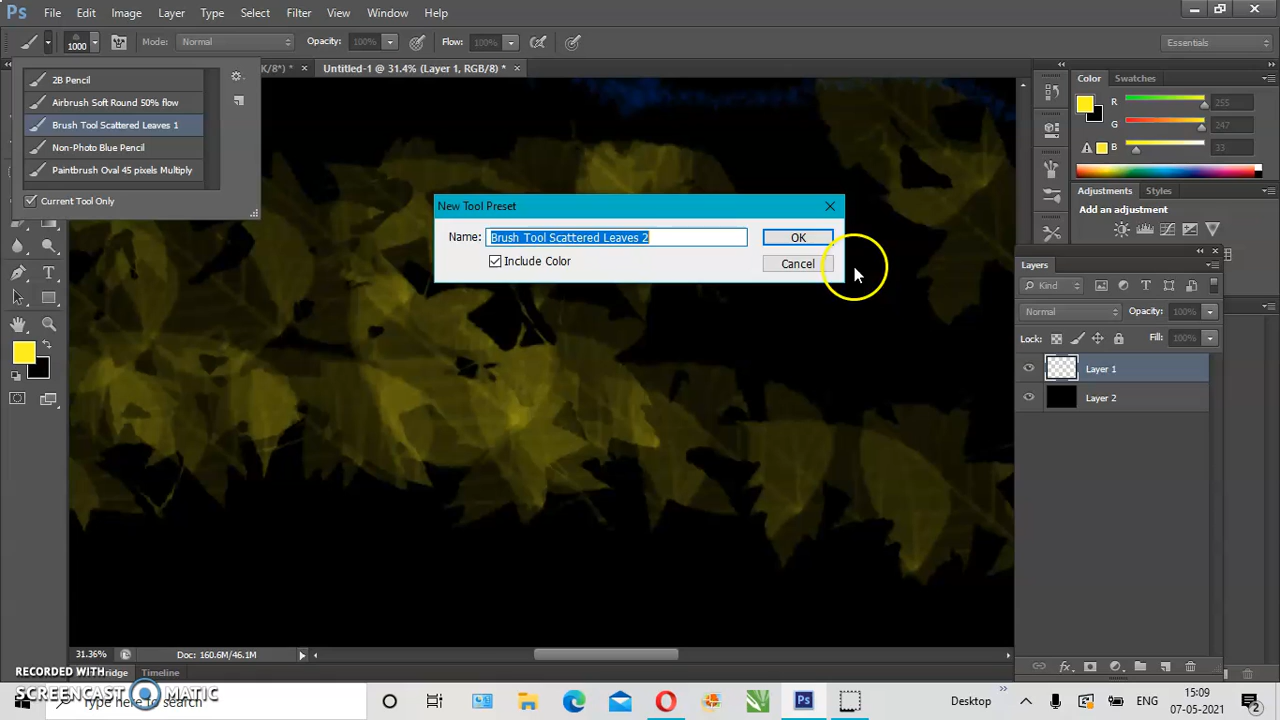 Ps File Edit Image Layer Type Select Filter View Window Help
1000 Mode: Normal Opacity: 100% Flow: 100% Essentials
K/8*) * × Untitled-1 @ 31.4% (Layer 1, RGB/8) * ×
2B Pencil
Airbrush Soft Round 50% flow
Brush Tool Scattered Leaves 1
Non-Photo Blue Pencil
Paintbrush Oval 45 pixels Multiply
Current Tool Only
New Tool Preset
Name: Brush Tool Scattered Leaves 2 OK
Include Color Cancel
Color Swatches
R 255
G 247
B 33
Adjustments Styles
Add an adjustment
Layers
Kind
Normal Opacity: 100%
Lock: Fill: 100%
Layer 1
Layer 2
31.36% Doc: 160.6M/46.1M
ridge Timeline
RECORDED WITH
SCREENCAST MATIC
Type here to search
Desktop ENG 15:09
07-05-2021 2